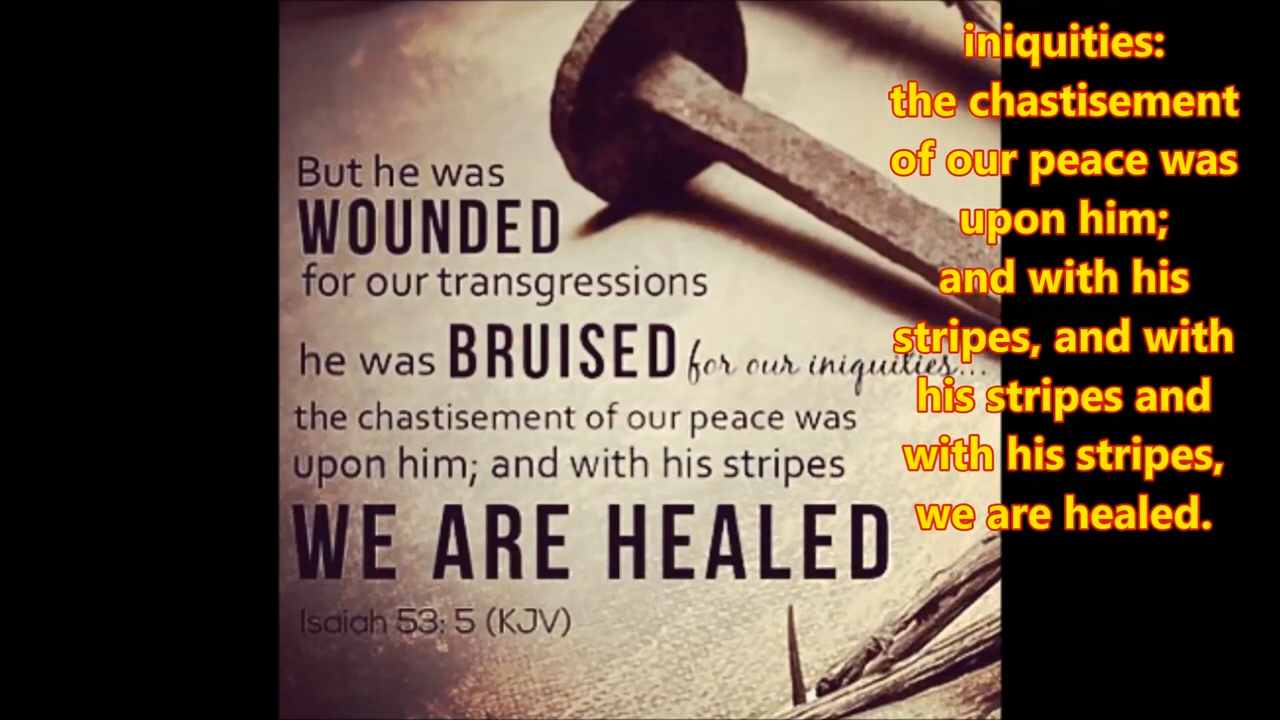 But he was
WOUNDED
for our transgressions
he was BRUISED for our iniquities...
the chastisement of our peace was
upon him; and with his stripes
WE ARE HEALED
Isaiah 53: 5 (KJV)
iniquities:
the chastisement
of our peace was
upon him;
and with his
stripes, and with
his stripes and
with his stripes,
we are healed.